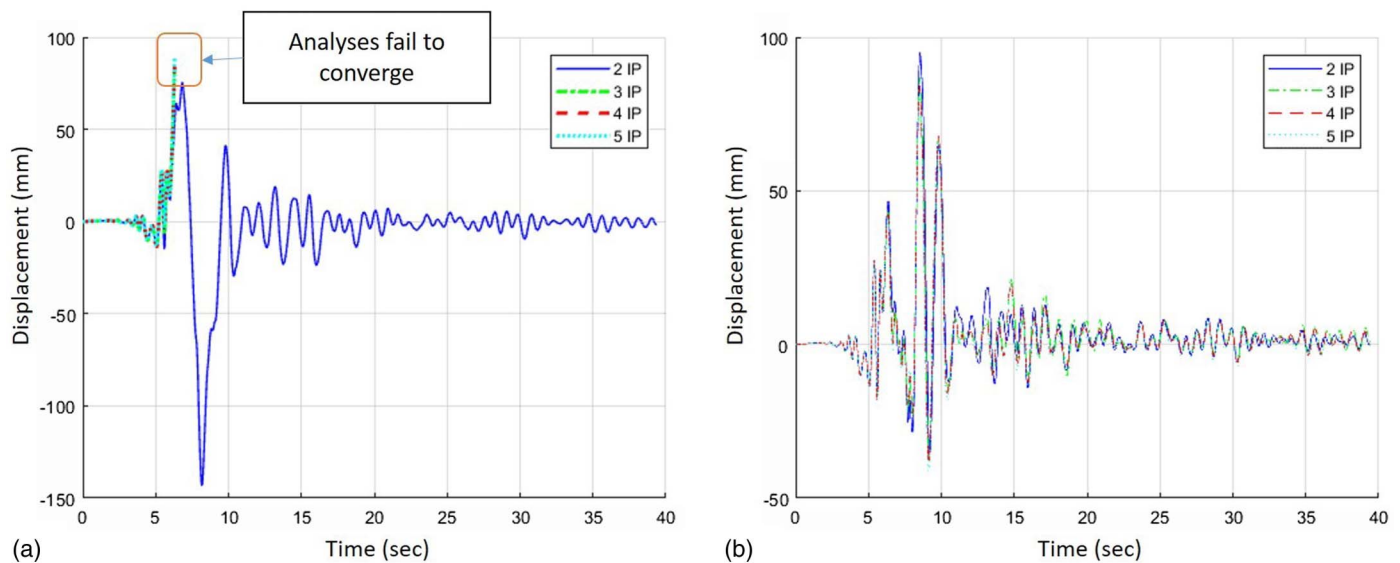 Analyses fail to
converge
2 IP
3 IP
4 IP
5 IP
100
50
0
-50
-100
-150
Displacement (mm)
0
5
10
15
20
25
30
35
40
Time (sec)
(a)
2 IP
3 IP
4 IP
5 IP
100
50
0
-50
Displacement (mm)
0
5
10
15
20
25
30
35
40
Time (sec)
(b)